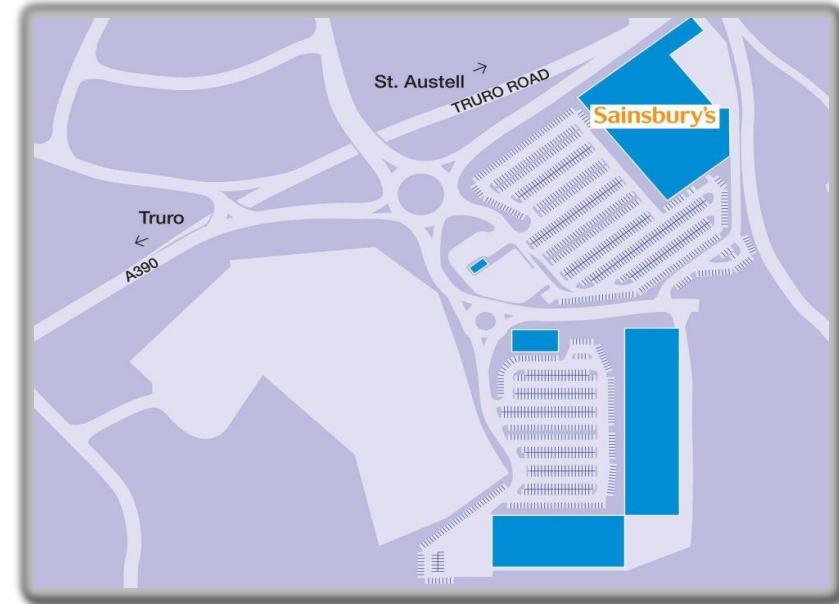 St. Austell →
TRURO ROAD
Sainsbury's
Truro
←
A390